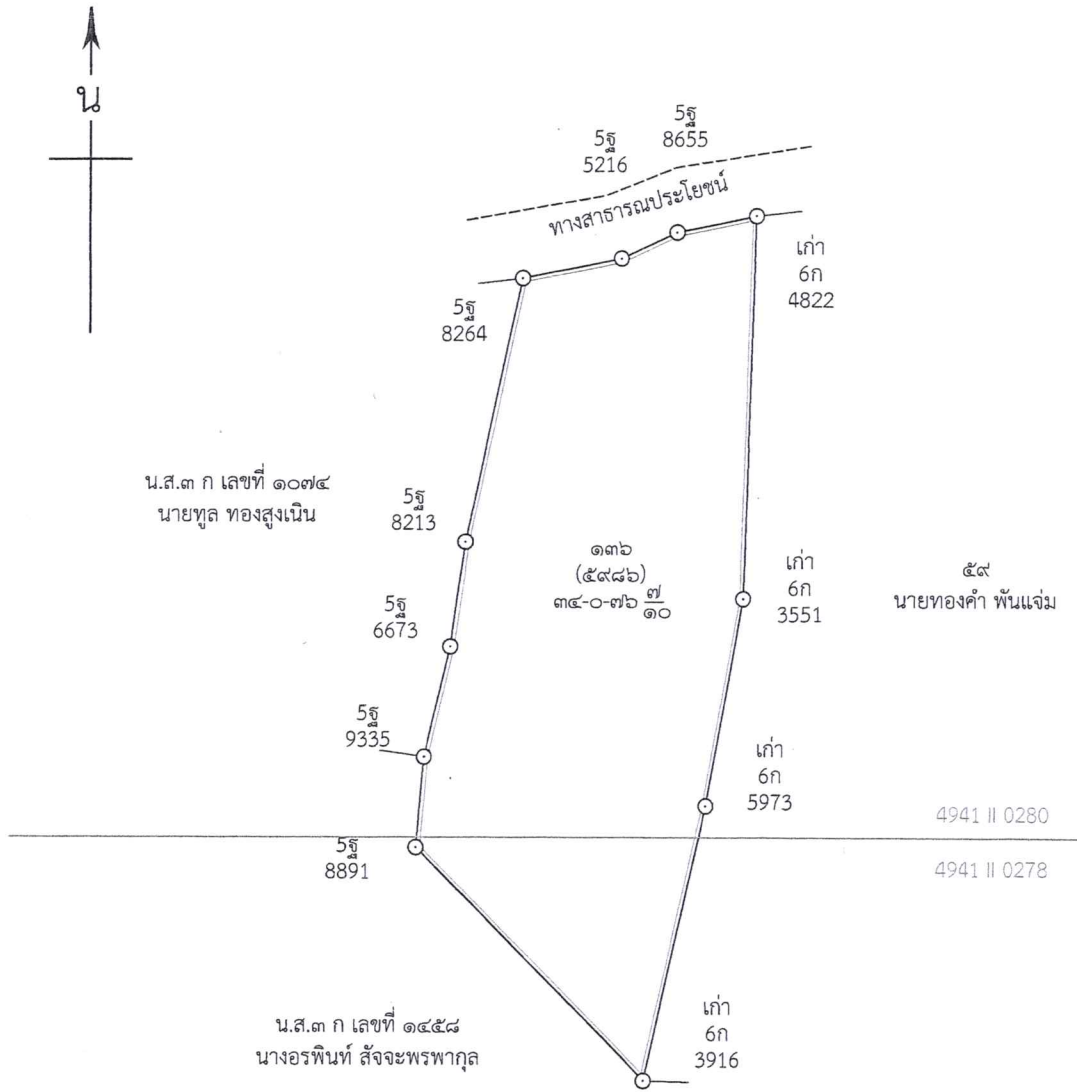 น
5ฐ
8655
5ฐ
5216
ทางสาธารณประโยชน์
เก่า
6ก
4822
5ฐ
8264
น.ส.๓ ก เลขที่ ๑๐๗๔
นายทูล ทองสูงเนิน
5ฐ
8213
๑๓๖
(๕๙๘๖)
๓๔-๐-๗๖ ๗/๑๐
เก่า
6ก
3551
๕๙
นายทองคำ พันแจ่ม
5ฐ
6673
5ฐ
9335
เก่า
6ก
5973
4941 II 0280
5ฐ
8891
4941 II 0278
น.ส.๓ ก เลขที่ ๑๔๕๘
นางอรพินท์ สัจจะพรพากุล
เก่า
6ก
3916